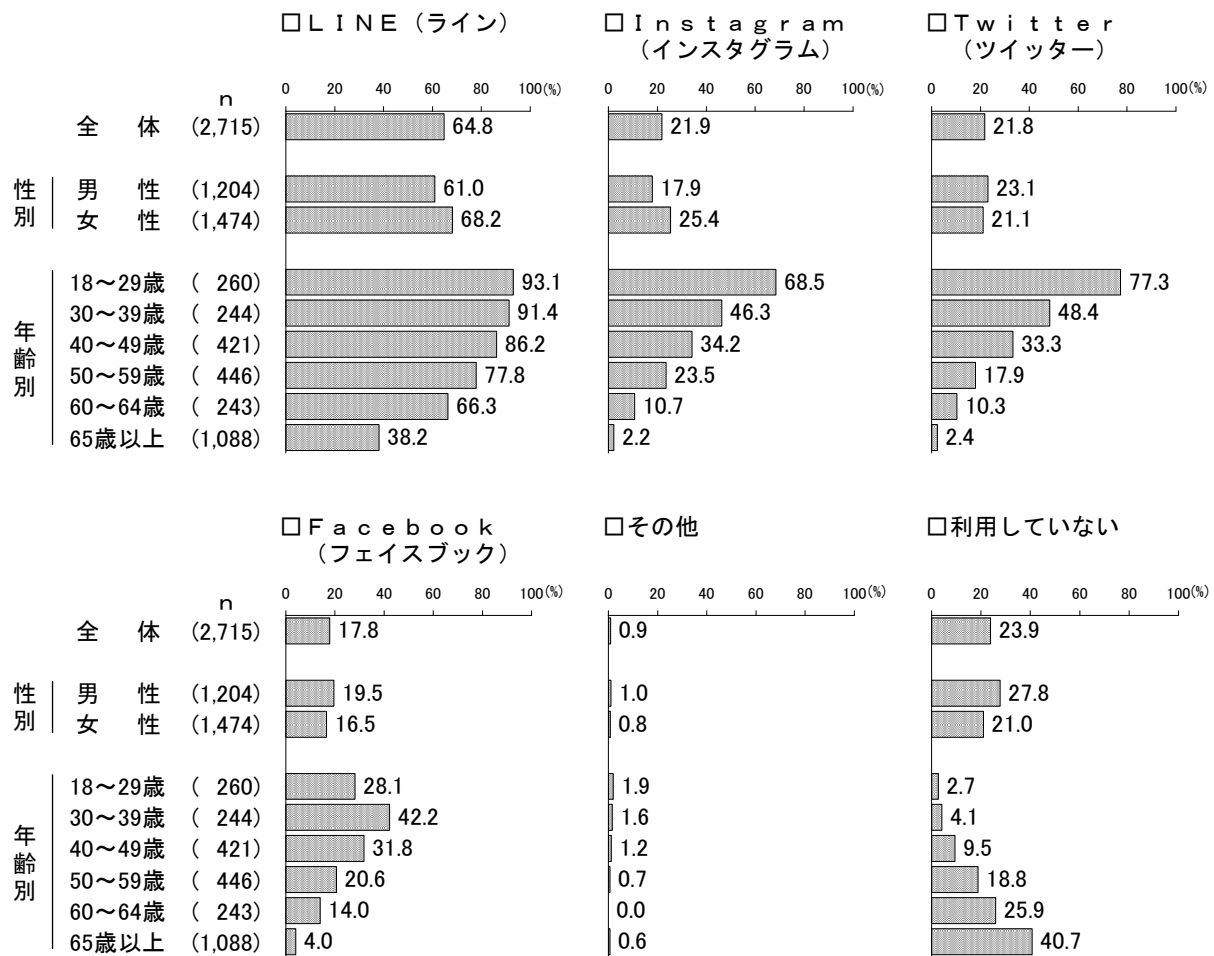 □ＬＩＮＥ（ライン）
□Ｉｎｓｔａｇｒａｍ
（インスタグラム）
□Ｔｗｉｔｔｅｒ
（ツイッター）
n
0 20 40 60 80 100(%)
0 20 40 60 80 100(%)
0 20 40 60 80 100(%)
全 体 (2,715) 64.8 21.9 21.8
性別
男 性 (1,204) 61.0 17.9 23.1
女 性 (1,474) 68.2 25.4 21.1
年齢別
18～29歳 ( 260) 93.1 68.5 77.3
30～39歳 ( 244) 91.4 46.3 48.4
40～49歳 ( 421) 86.2 34.2 33.3
50～59歳 ( 446) 77.8 23.5 17.9
60～64歳 ( 243) 66.3 10.7 10.3
65歳以上 (1,088) 38.2 2.2 2.4
□Ｆａｃｅｂｏｏｋ
（フェイスブック）
□その他
□利用していない
n
0 20 40 60 80 100(%)
0 20 40 60 80 100(%)
0 20 40 60 80 100(%)
全 体 (2,715) 17.8 0.9 23.9
性別
男 性 (1,204) 19.5 1.0 27.8
女 性 (1,474) 16.5 0.8 21.0
年齢別
18～29歳 ( 260) 28.1 1.9 2.7
30～39歳 ( 244) 42.2 1.6 4.1
40～49歳 ( 421) 31.8 1.2 9.5
50～59歳 ( 446) 20.6 0.7 18.8
60～64歳 ( 243) 14.0 0.0 25.9
65歳以上 (1,088) 4.0 0.6 40.7